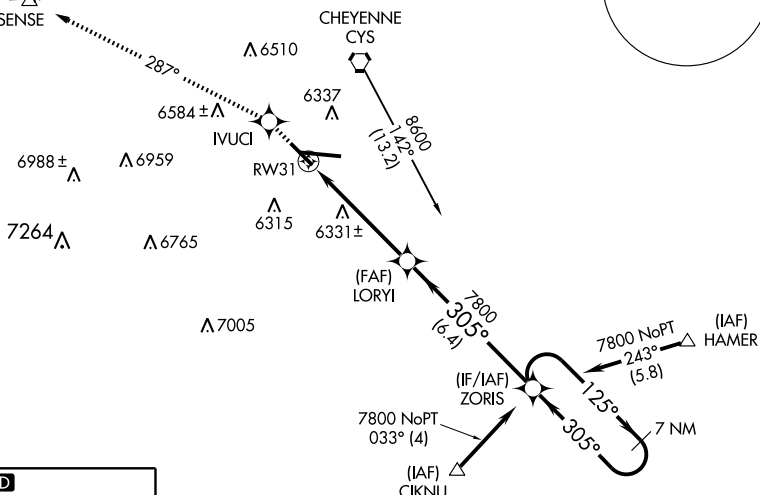 SENSE
287°
CHEYENNE
CYS
6510
6337
6584 ±
IVUCI
8600
142°
(13.2)
6988 ±
6959
RW31
6315
6331±
7264
6765
(FAF)
LORYI
7005
7800
305°
(6.4)
7800 NoPT
243°
(5.8)
(IAF)
HAMER
(IF/IAF)
ZORIS
125°
305°
7 NM
7800 NoPT
033° (4)
(IAF)
CIKNU
D